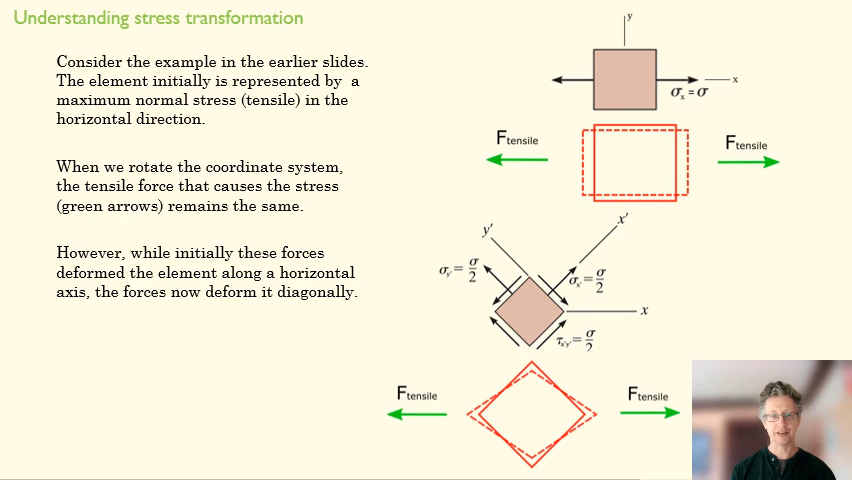 Understanding stress transformation
Consider the example in the earlier slides.
The element initially is represented by a
maximum normal stress (tensile) in the
horizontal direction.
When we rotate the coordinate system,
the tensile force that causes the stress
(green arrows) remains the same.
However, while initially these forces
deformed the element along a horizontal
axis, the forces now deform it diagonally.
y
x
σx = σ
Ftensile
Ftensile
y′
x′
σy′ = σ/2
σx′ = σ/2
x
τx′y′ = σ/2
Ftensile
Ftensile